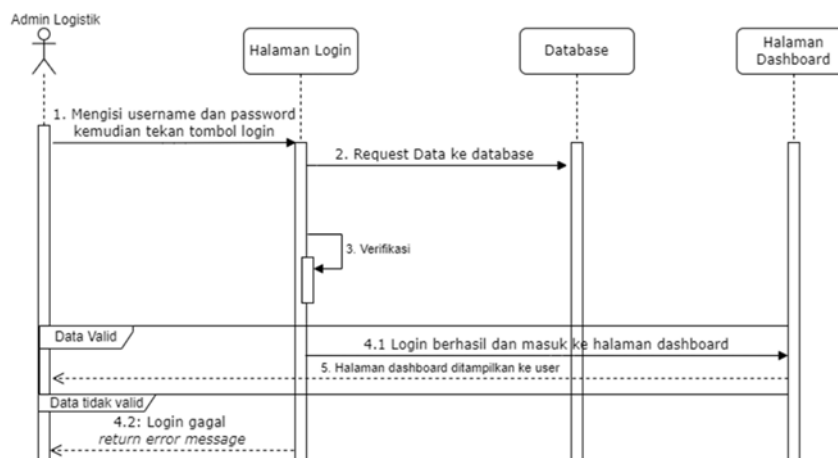 Admin Logistik
Halaman Login
Database
Halaman
Dashboard
1. Mengisi username dan password
kemudian tekan tombol login
2. Request Data ke database
3. Verifikasi
Data Valid
4.1 Login berhasil dan masuk ke halaman dashboard
5. Halaman dashboard ditampilkan ke user
Data tidak valid
4.2: Login gagal
return error message